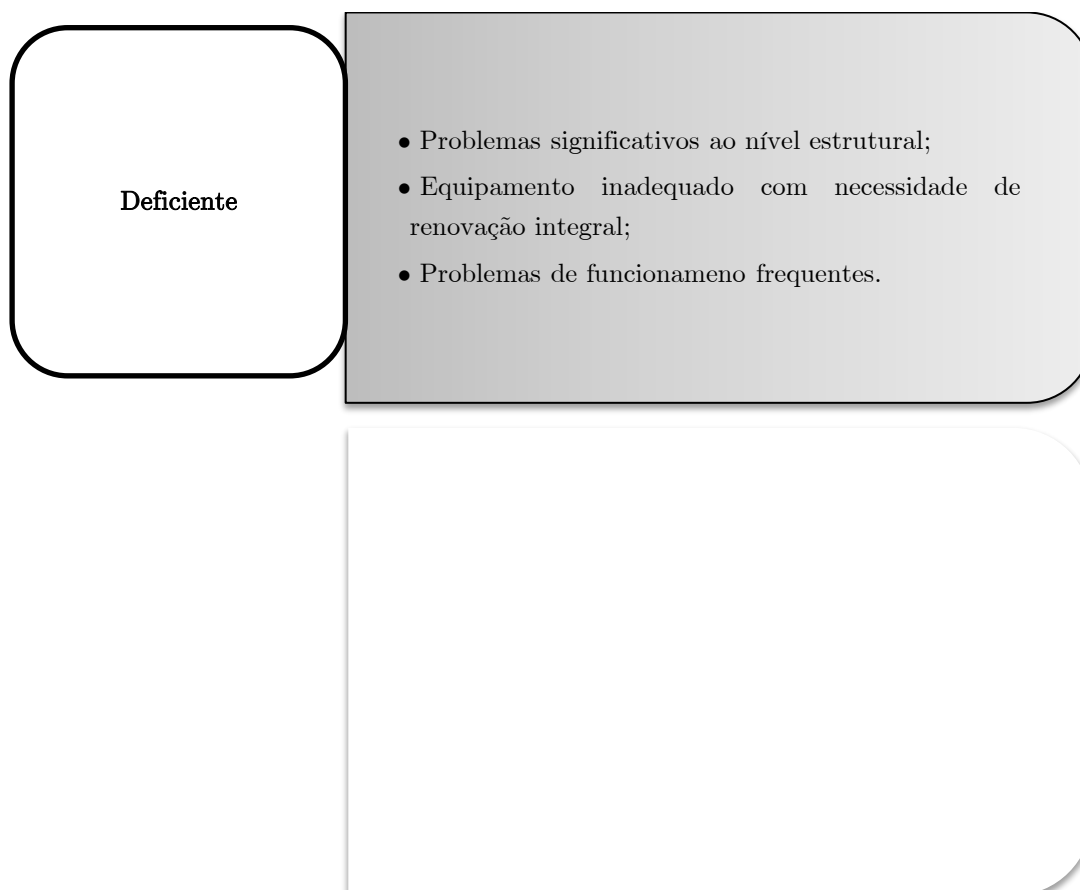 Deficiente
• Problemas significativos ao nível estrutural;
• Equipamento inadequado com necessidade de
renovação integral;
• Problemas de funcionameno frequentes.